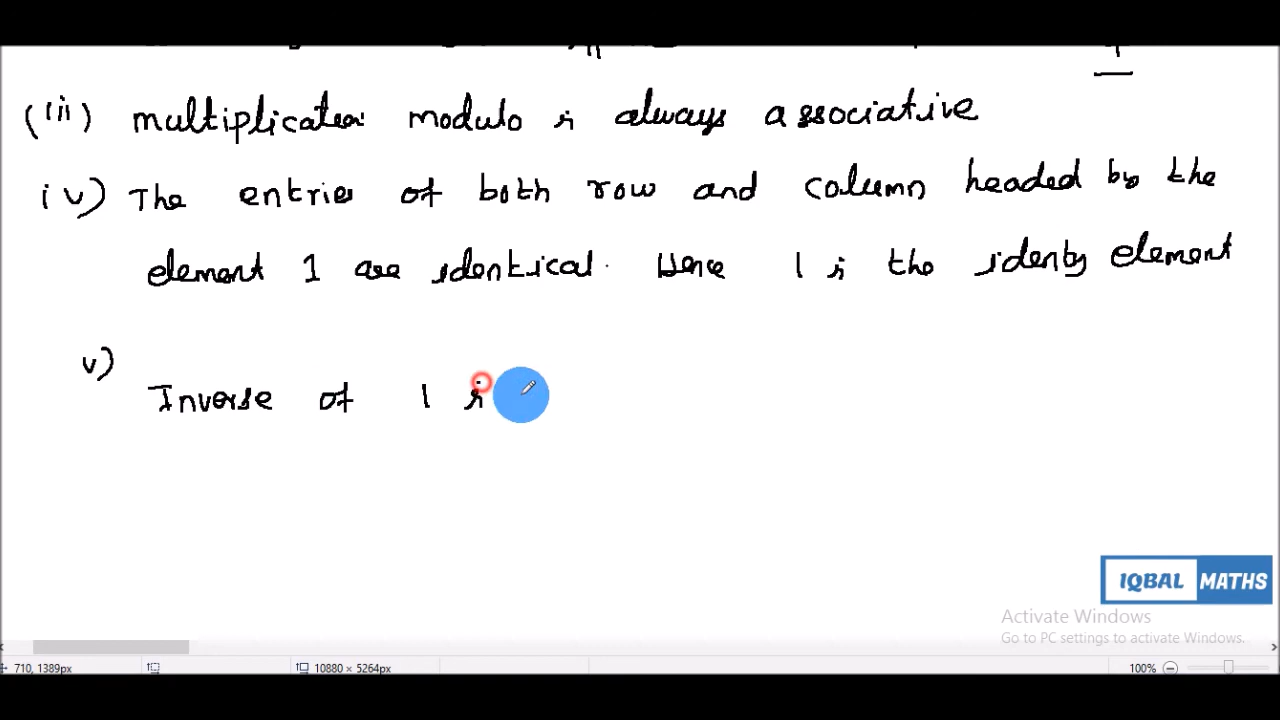 (iii) multiplication modulo is always associative
iv) The entries of both row and column headed by the
element 1 are identical. Hence 1 is the identity element
v)
Inverse of 1 is
IQBAL MATHS
Activate Windows
Go to PC settings to activate Windows.
710, 1389px 10880 × 5264px 100%